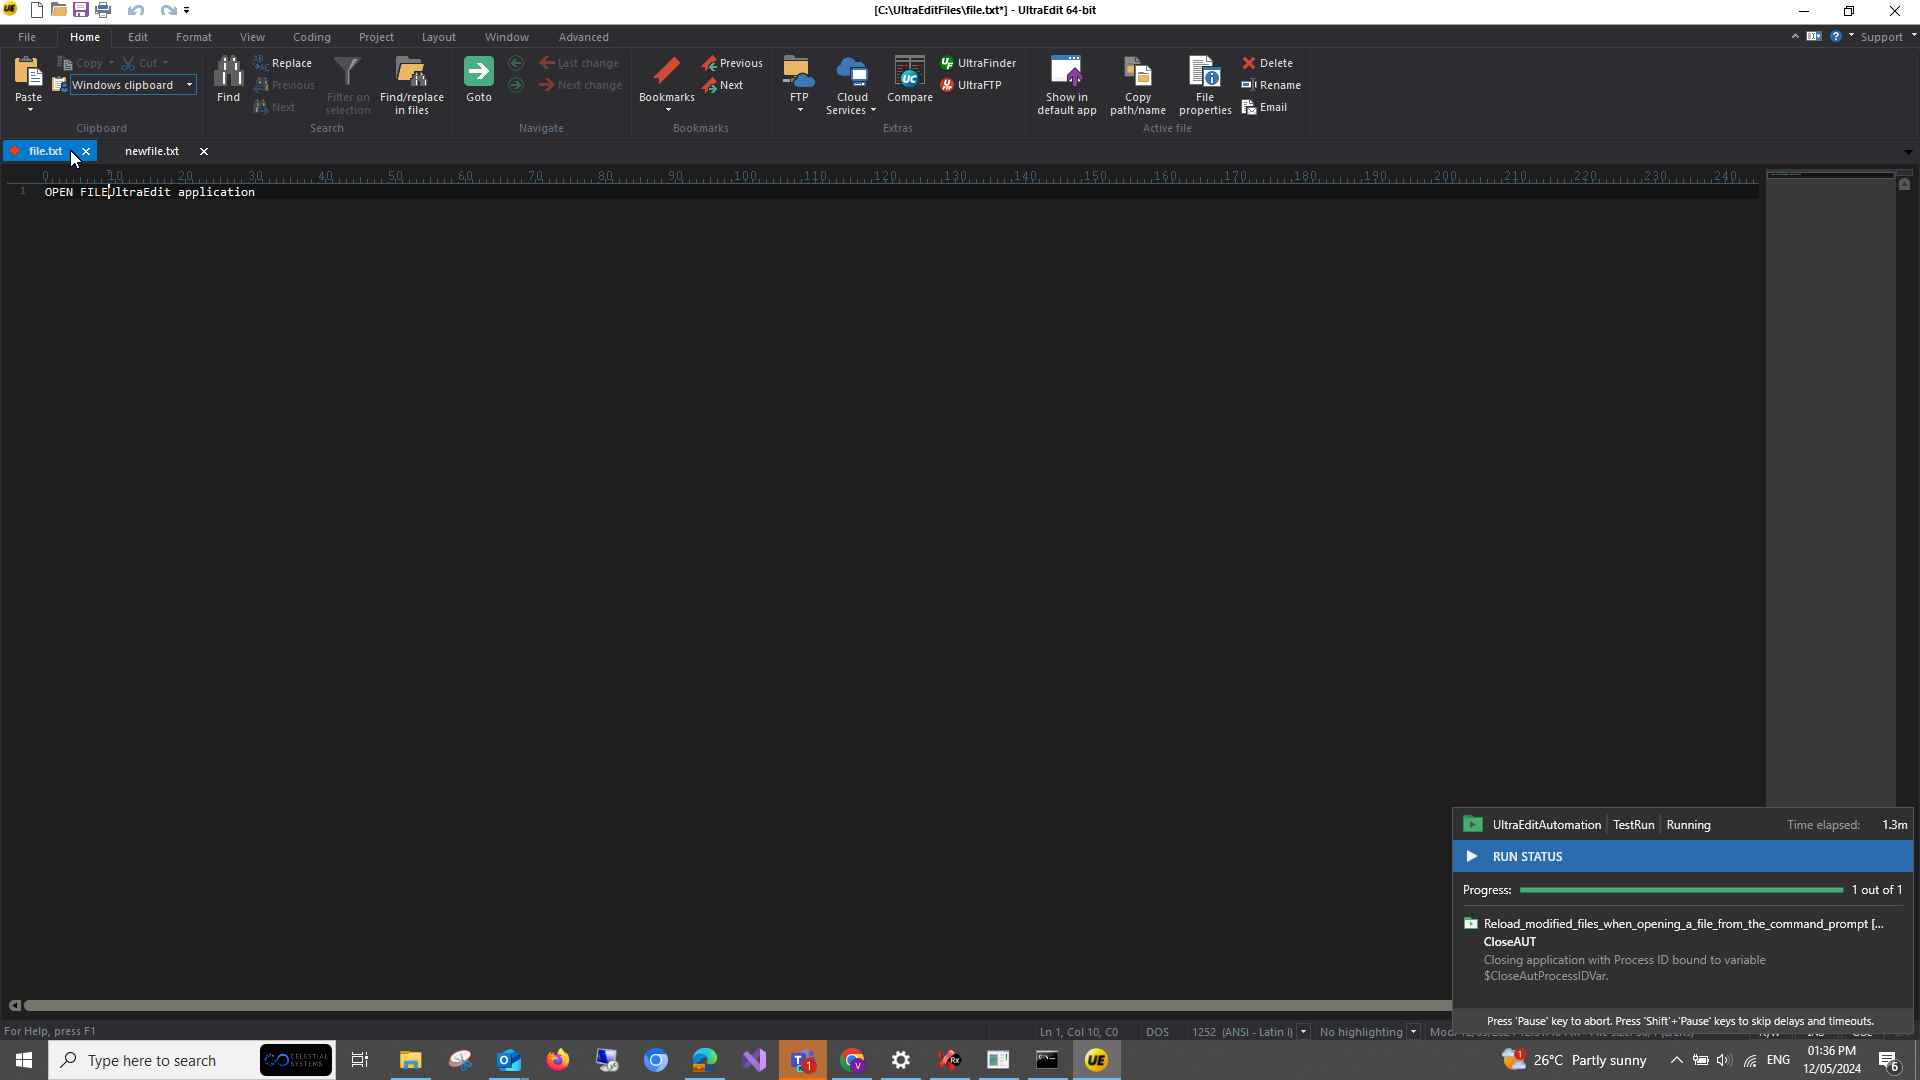 [C:\UltraEditFiles\file.txt*] - UltraEdit 64-bit
File Home Edit Format View Coding Project Layout Window Advanced Support
Paste Copy Cut Windows clipboard Clipboard
Find Replace Previous Next Filter on selection Find/replace in files Search
Goto Last change Next change Navigate
Bookmarks Previous Next Bookmarks
FTP Cloud Services Compare UltraFinder UltraFTP Extras
Show in default app Copy path/name File properties Delete Rename Email Active file
file.txt newfile.txt
0 10 20 30 40 50 60 70 80 90 100 110 120 130 140 150 160 170 180 190 200 210 220 230 240
1 OPEN FILEUltraEdit application
UltraEditAutomation TestRun Running Time elapsed: 1.3m
RUN STATUS
Progress: 1 out of 1
Reload_modified_files_when_opening_a_file_from_the_command_prompt [...
CloseAUT
Closing application with Process ID bound to variable
$CloseAutProcessIDVar.
Press 'Pause' key to abort. Press 'Shift'+'Pause' keys to skip delays and timeouts.
For Help, press F1 Ln 1, Col 10, C0 DOS 1252 (ANSI - Latin I) No highlighting
Type here to search CELESTIAL SYSTEMS 26°C Partly sunny ENG 01:36 PM
12/05/2024 6